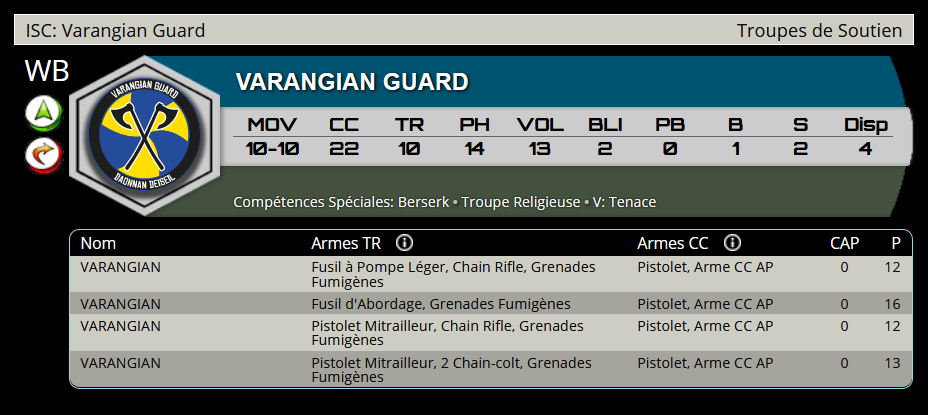 ISC: Varangian Guard Troupes de Soutien
WB
VARANGIAN GUARD
DAONNAN DEISEIL
VARANGIAN GUARD
MOV CC TR PH VOL BLI PB B S Disp
10-10 22 10 14 13 2 0 1 2 4
Compétences Spéciales: Berserk • Troupe Religieuse • V: Tenace
Nom Armes TR Armes CC CAP P
VARANGIAN Fusil à Pompe Léger, Chain Rifle, Grenades Pistolet, Arme CC AP 0 12
Fumigènes
VARANGIAN Fusil d'Abordage, Grenades Fumigènes Pistolet, Arme CC AP 0 16
VARANGIAN Pistolet Mitrailleur, Chain Rifle, Grenades Pistolet, Arme CC AP 0 12
Fumigènes
VARANGIAN Pistolet Mitrailleur, 2 Chain-colt, Grenades Pistolet, Arme CC AP 0 13
Fumigènes